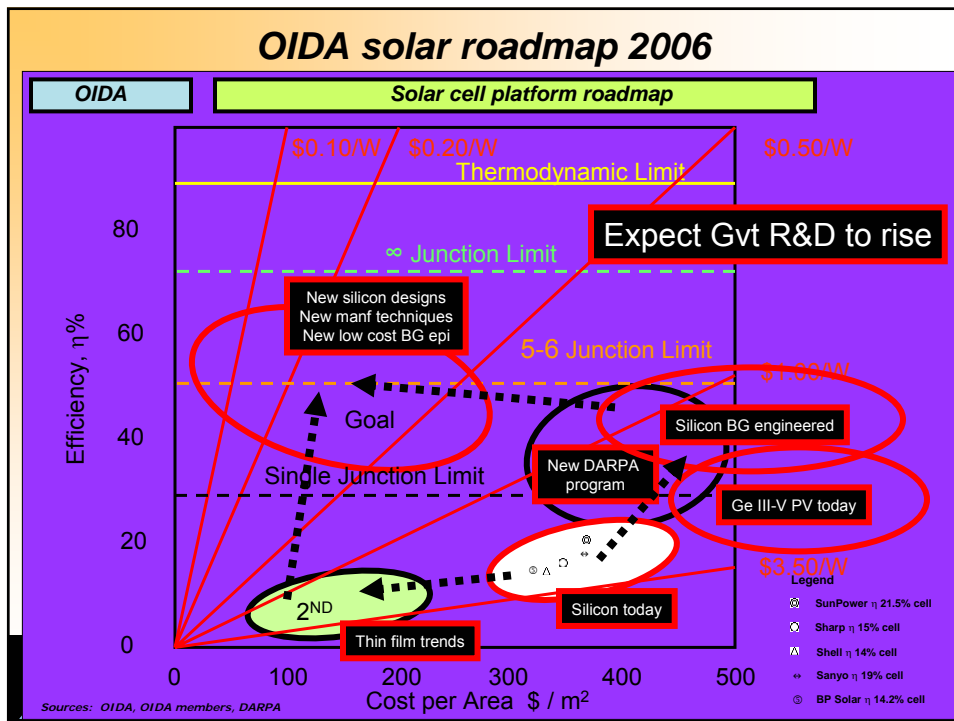 OIDA solar roadmap 2006
OIDA
Solar cell platform roadmap
$0.10/W
$0.20/W
$0.50/W
Thermodynamic Limit
Expect Gvt R&D to rise
80
∞ Junction Limit
New silicon designs
New manf techniques
New low cost BG epi
60
5-6 Junction Limit
$1.00/W
Efficiency, η%
Goal
Silicon BG engineered
40
Single Junction Limit
New DARPA
program
Ge III-V PV today
20
$3.50/W
Legend
SunPower η 21.5% cell
Sharp η 15% cell
Shell η 14% cell
Sanyo η 19% cell
BP Solar η 14.2% cell
2ND
Silicon today
Thin film trends
0
0 100 200 300 400 500
Cost per Area $ / m²
Sources: OIDA, OIDA members, DARPA